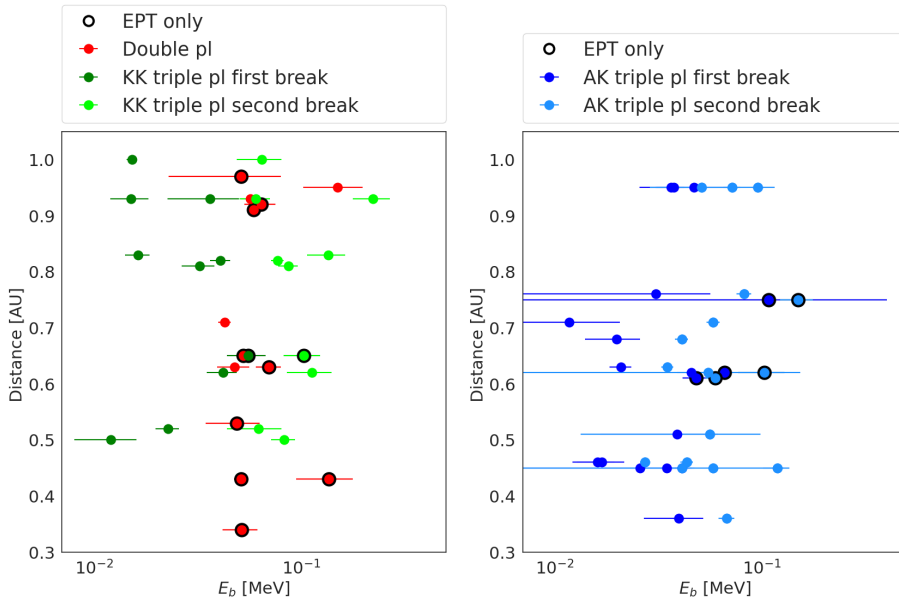 EPT only
Double pl
KK triple pl first break
KK triple pl second break
EPT only
AK triple pl first break
AK triple pl second break
1.0
0.9
0.8
0.7
0.6
0.5
0.4
0.3
Distance [AU]
10⁻²
10⁻¹
E_b [MeV]
1.0
0.9
0.8
0.7
0.6
0.5
0.4
0.3
Distance [AU]
10⁻²
10⁻¹
E_b [MeV]